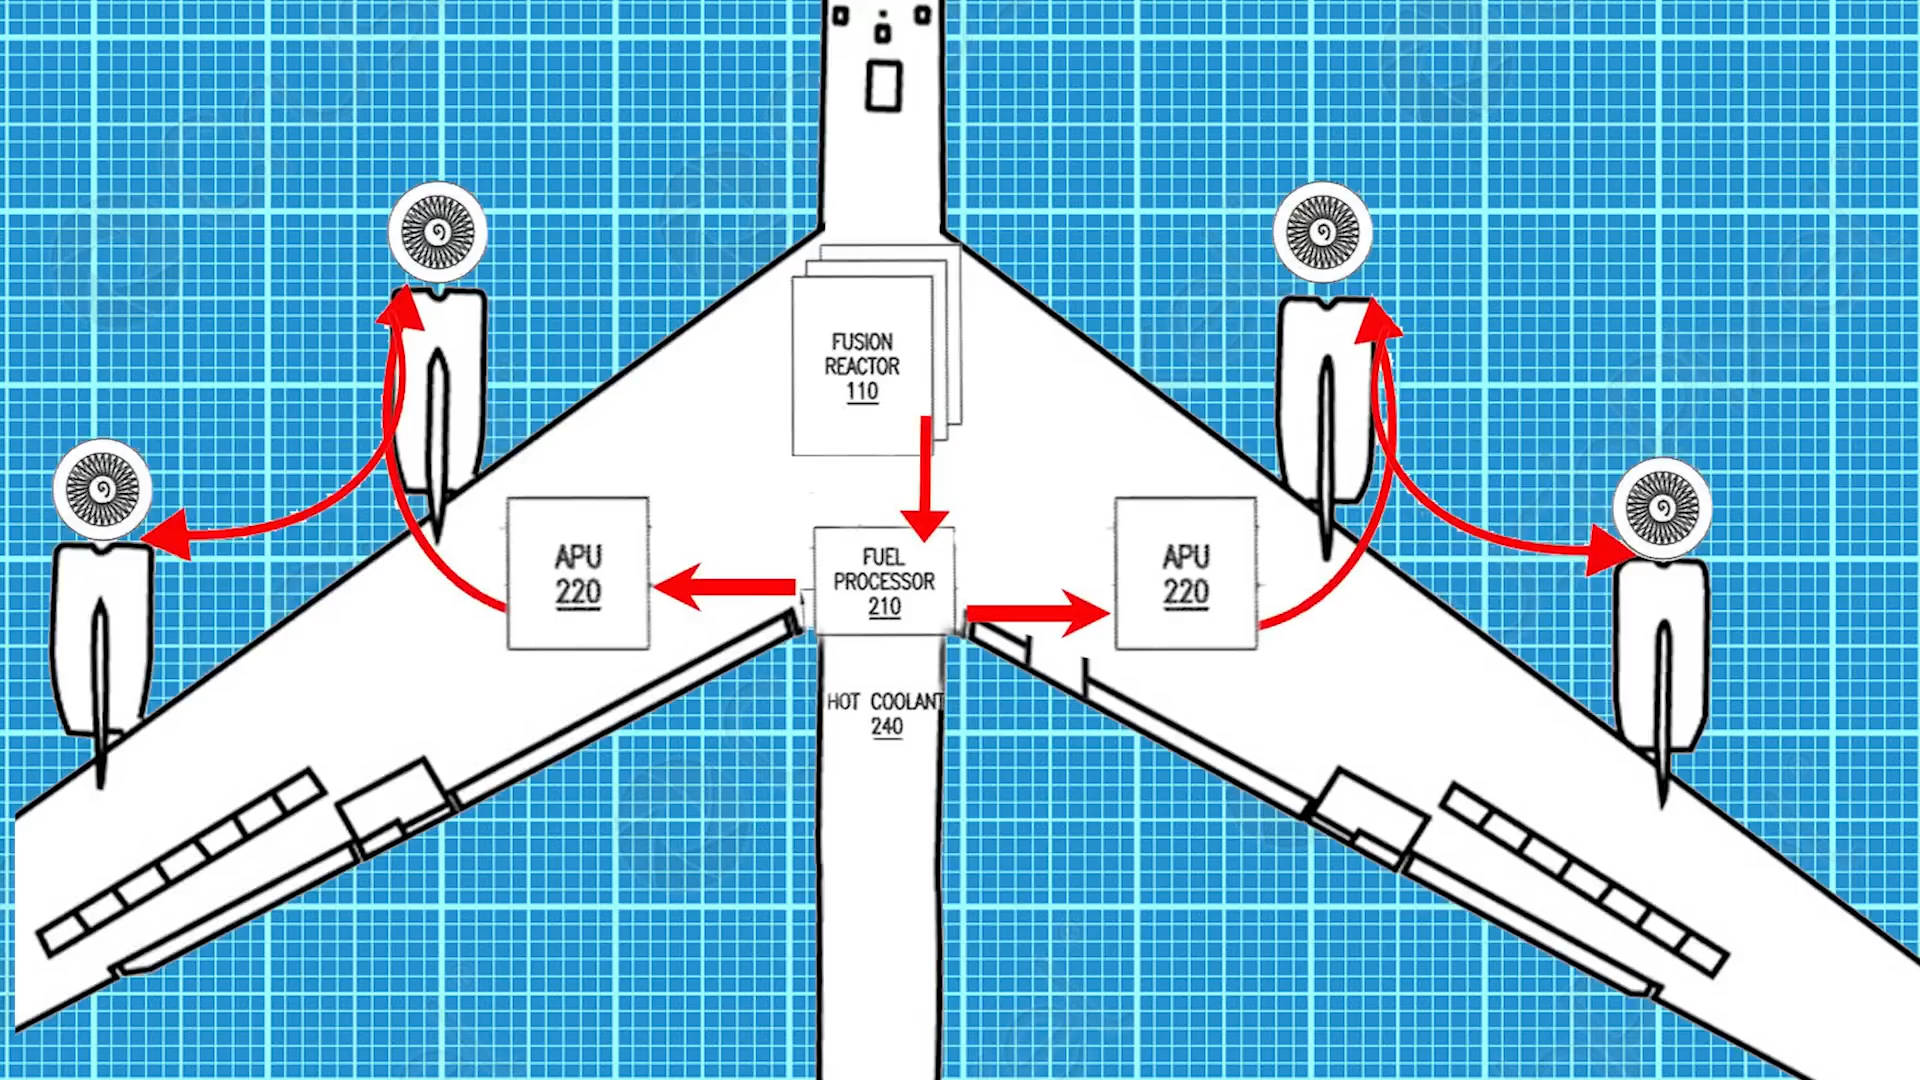 FUSION
REACTOR
110
APU
220
FUEL
PROCESSOR
210
APU
220
HOT COOLANT
240